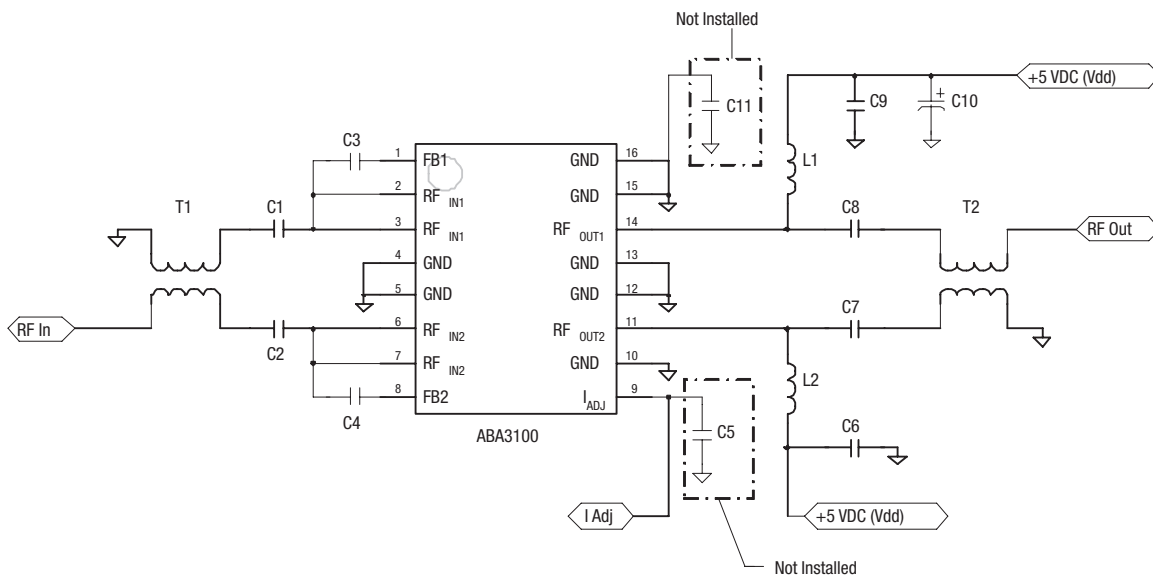 Not Installed
+5 VDC (Vdd)
C11
C9
+
C10
C3
L1
1 FB1 GND 16
2 RF IN1 GND 15
T1
C1
3 RF IN1 RF OUT1 14
C8
T2
RF Out
4 GND GND 13
5 GND GND 12
RF In
C2
6 RF IN2 RF OUT2 11
C7
7 RF IN2 GND 10
L2
C4
8 FB2 I ADJ 9
ABA3100
C5
C6
I Adj
+5 VDC (Vdd)
Not Installed